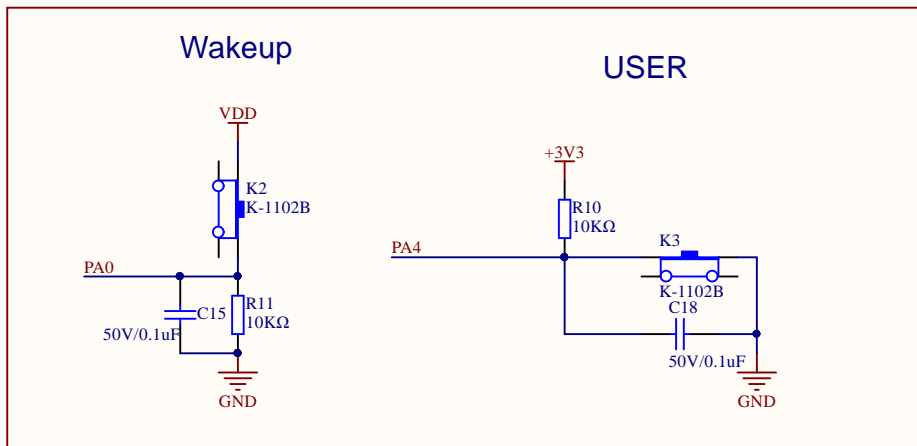 Wakeup
VDD
K2
K-1102B
PA0
C15
R11
10KΩ
50V/0.1uF
GND
USER
+3V3
R10
10KΩ
PA4
K3
K-1102B
C18
50V/0.1uF
GND